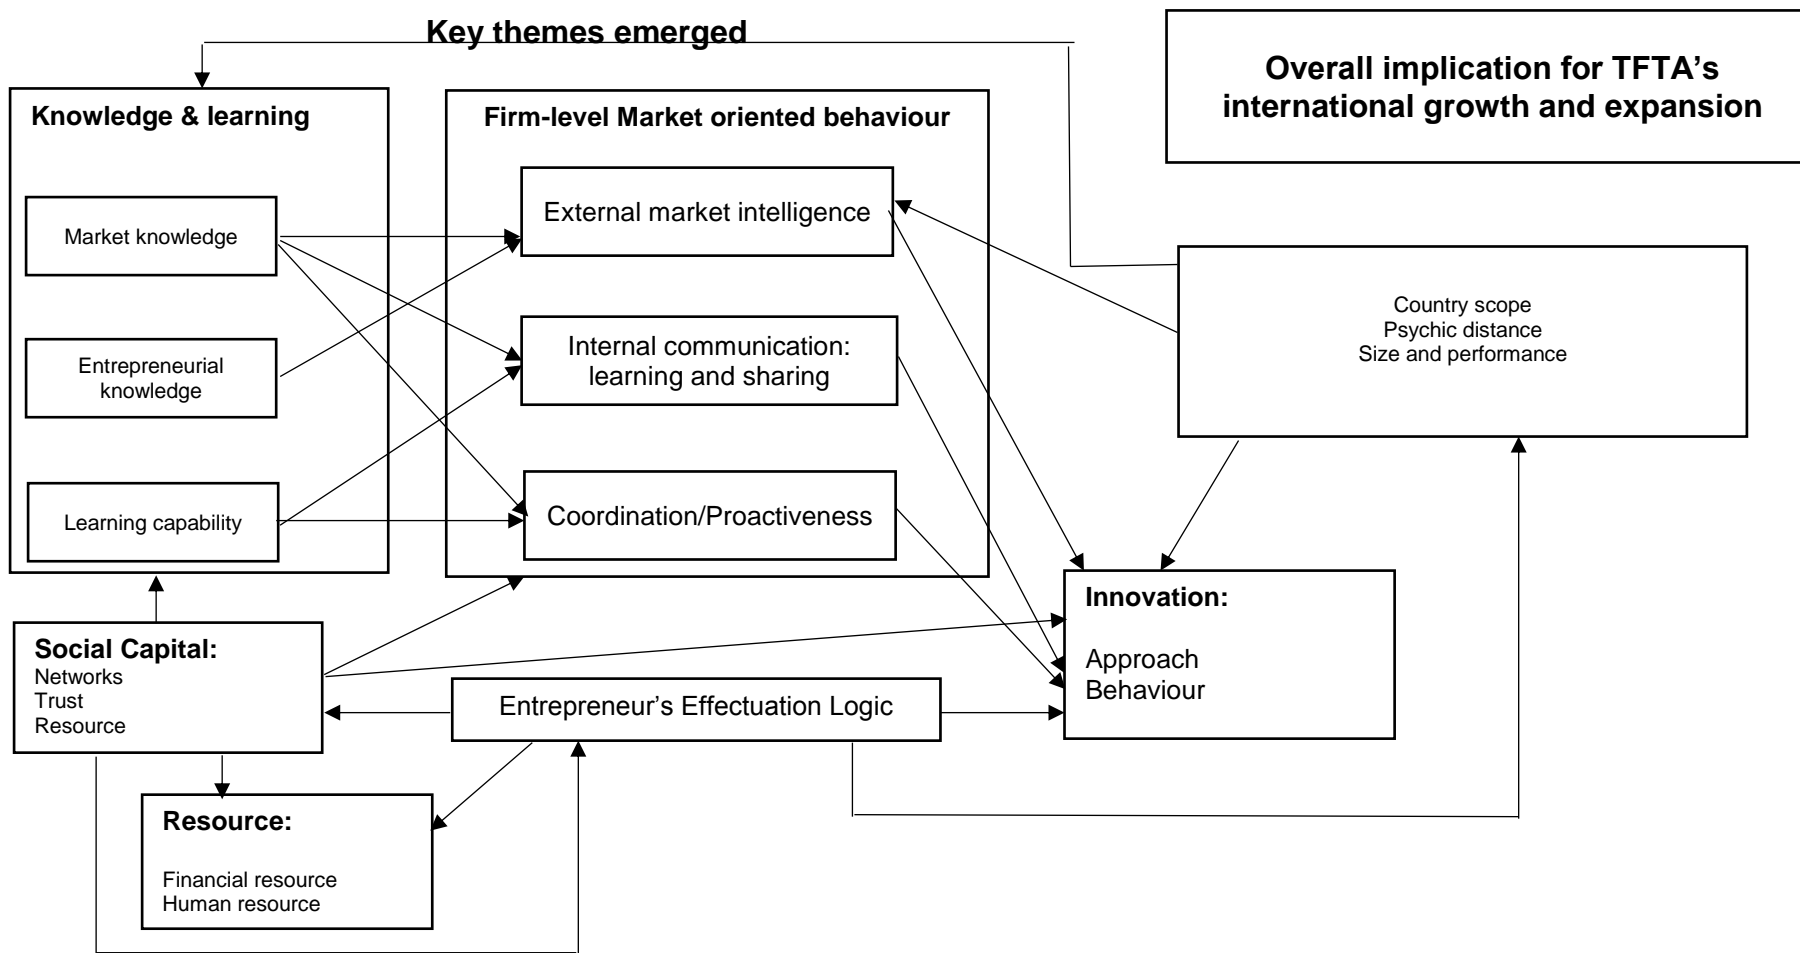 Key themes emerged
Overall implication for TFTA's
international growth and expansion
Knowledge & learning
Market knowledge
Entrepreneurial
knowledge
Learning capability
Firm-level Market oriented behaviour
External market intelligence
Internal communication:
learning and sharing
Coordination/Proactiveness
Country scope
Psychic distance
Size and performance
Innovation:
Approach
Behaviour
Social Capital:
Networks
Trust
Resource
Entrepreneur's Effectuation Logic
Resource:
Financial resource
Human resource